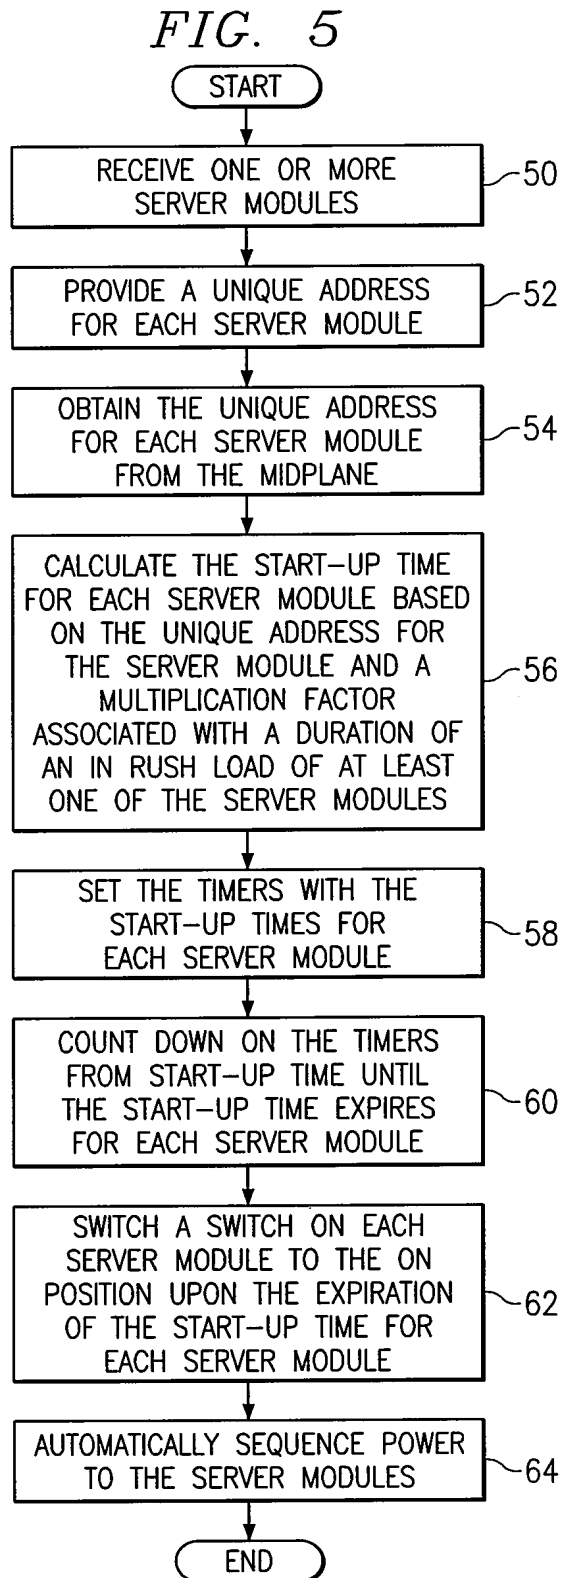 FIG. 5
START
RECEIVE ONE OR MORE
SERVER MODULES
50
PROVIDE A UNIQUE ADDRESS
FOR EACH SERVER MODULE
52
OBTAIN THE UNIQUE ADDRESS
FOR EACH SERVER MODULE
FROM THE MIDPLANE
54
CALCULATE THE START-UP TIME
FOR EACH SERVER MODULE BASED
ON THE UNIQUE ADDRESS FOR
THE SERVER MODULE AND A
MULTIPLICATION FACTOR
ASSOCIATED WITH A DURATION OF
AN IN RUSH LOAD OF AT LEAST
ONE OF THE SERVER MODULES
56
SET THE TIMERS WITH THE
START-UP TIMES FOR
EACH SERVER MODULE
58
COUNT DOWN ON THE TIMERS
FROM START-UP TIME UNTIL
THE START-UP TIME EXPIRES
FOR EACH SERVER MODULE
60
SWITCH A SWITCH ON EACH
SERVER MODULE TO THE ON
POSITION UPON THE EXPIRATION
OF THE START-UP TIME FOR
EACH SERVER MODULE
62
AUTOMATICALLY SEQUENCE POWER
TO THE SERVER MODULES
64
END